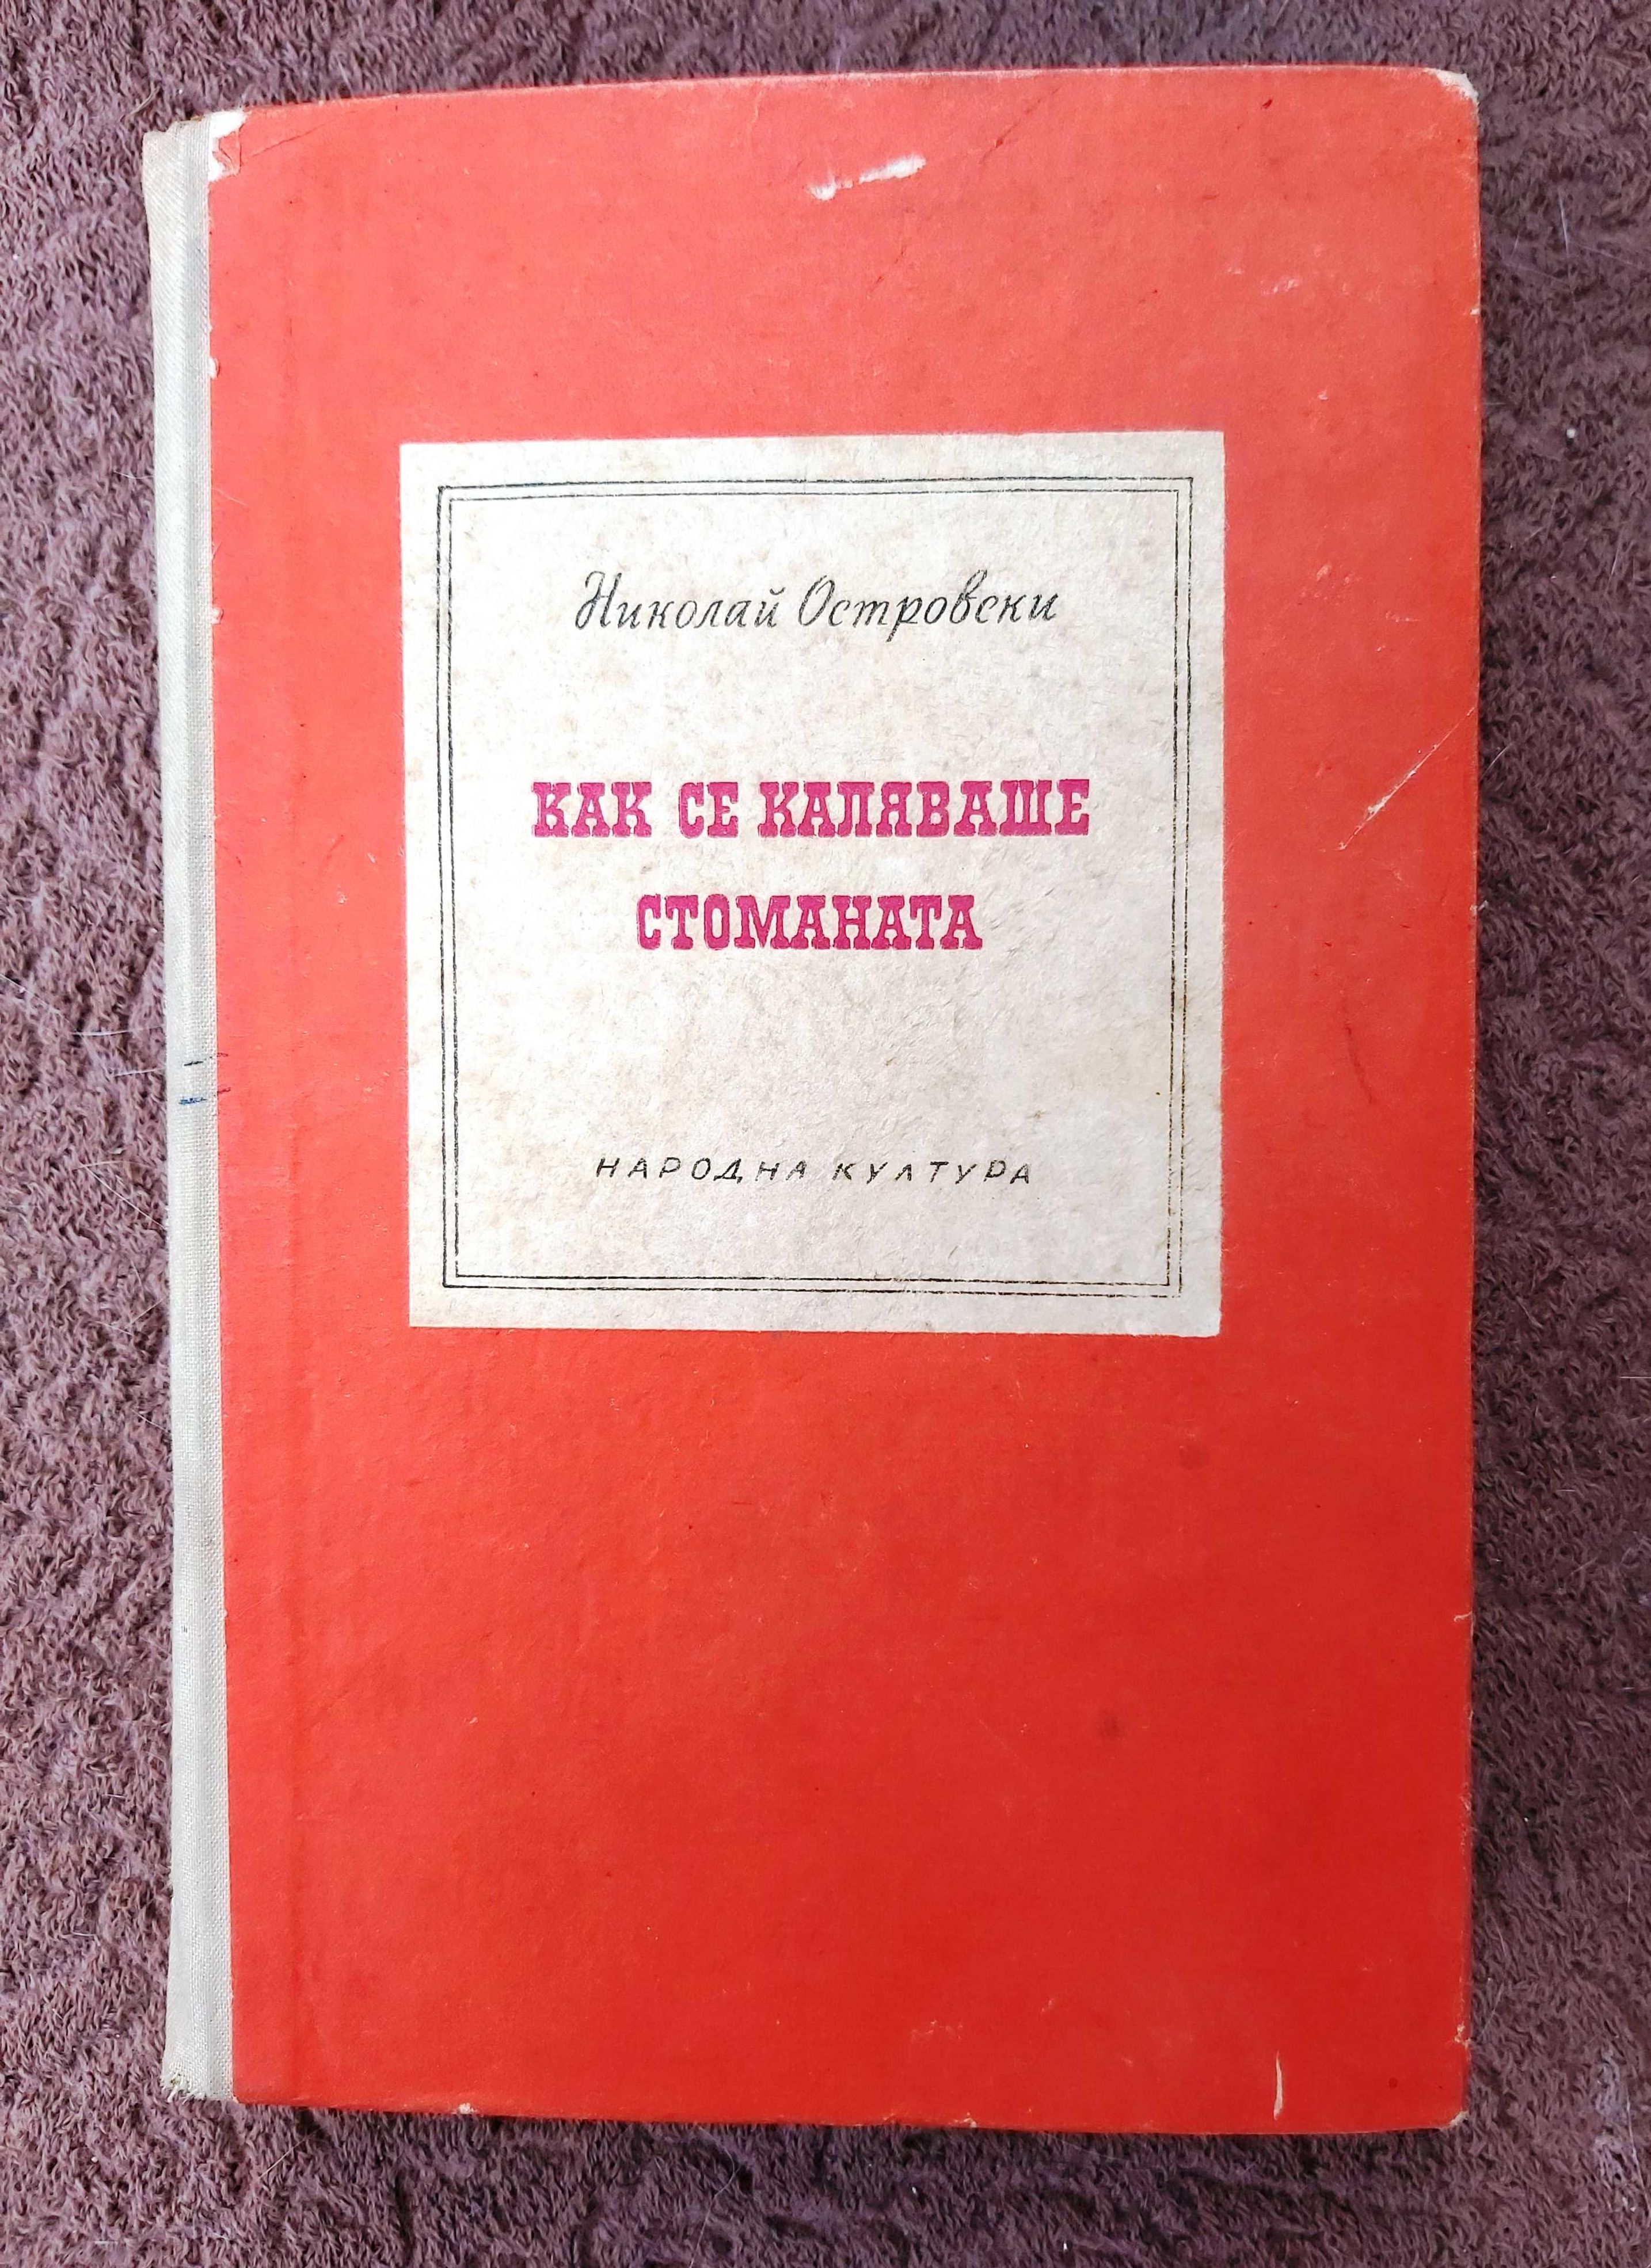 Николай Островски
КАК СЕ КАЛЯВАШЕ
СТОМАНАТА
НАРОДНА КУЛТУРА